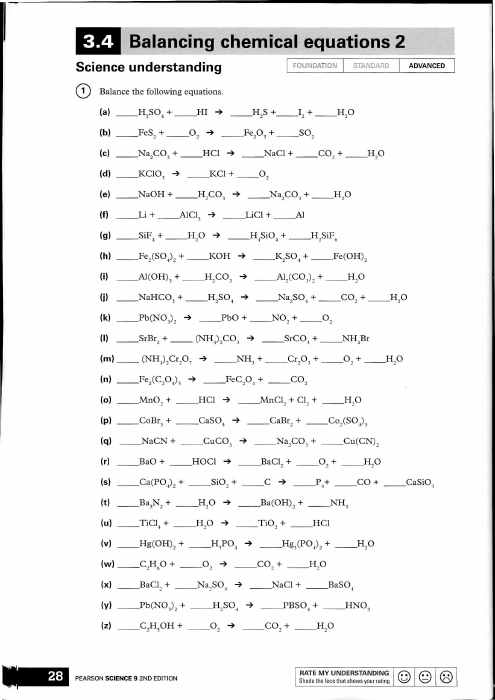 3.4 Balancing chemical equations 2
Science understanding
FOUNDATION STANDARD ADVANCED
1 Balance the following equations.
(a) ___H₂SO₄ + ___HI → ___H₂S + ___I₂ + ___H₂O
(b) ___FeS₂ + ___O₂ → ___Fe₂O₃ + ___SO₂
(c) ___Na₂CO₃ + ___HCl → ___NaCl + ___CO₂ + ___H₂O
(d) ___KClO₃ → ___KCl + ___O₂
(e) ___NaOH + ___H₂CO₃ → ___Na₂CO₃ + ___H₂O
(f) ___Li + ___AlCl₃ → ___LiCl + ___Al
(g) ___SiF₄ + ___H₂O → ___H₄SiO₄ + ___H₂SiF₆
(h) ___Fe₂(SO₄)₂ + ___KOH → ___K₂SO₄ + ___Fe(OH)₂
(i) ___Al(OH)₃ + ___H₂CO₃ → ___Al₂(CO₃)₃ + ___H₂O
(j) ___NaHCO₃ + ___H₂SO₄ → ___Na₂SO₄ + ___CO₂ + ___H₂O
(k) ___Pb(NO₃)₂ → ___PbO + ___NO₂ + ___O₂
(l) ___SrBr₂ + ___(NH₄)₂CO₃ → ___SrCO₃ + ___NH₄Br
(m) ___(NH₄)₂Cr₂O₇ → ___NH₃ + ___Cr₂O₃ + ___O₂ + ___H₂O
(n) ___Fe₂(C₂O₄)₃ → ___FeC₂O₄ + ___CO₂
(o) ___MnO₂ + ___HCl → ___MnCl₂ + Cl₂ + ___H₂O
(p) ___CoBr₃ + ___CaSO₄ → ___CaBr₂ + ___Co₂(SO₄)₃
(q) ___NaCN + ___CuCO₃ → ___Na₂CO₃ + ___Cu(CN)₂
(r) ___BaO + ___HOCl → ___BaCl₂ + ___O₂ + ___H₂O
(s) ___Ca(PO₄)₂ + ___SiO₂ + ___C → ___P₄+ ___CO + ___CaSiO₃
(t) ___Ba₃N₂ + ___H₂O → ___Ba(OH)₂ + ___NH₃
(u) ___TiCl₄ + ___H₂O → ___TiO₂ + ___HCl
(v) ___Hg(OH)₂ + ___H₃PO₄ → ___Hg₃(PO₄)₂ + ___H₂O
(w) ___C₂H₆O + ___O₂ → ___CO₂ + ___H₂O
(x) ___BaCl₂ + ___Na₂SO₄ → ___NaCl + ___BaSO₄
(y) ___Pb(NO₃)₂ + ___H₂SO₄ → ___PBSO₄ + ___HNO₃
(z) ___C₂H₅OH + ___O₂ → ___CO₂ + ___H₂O
28 PEARSON SCIENCE 9 2ND EDITION
RATE MY UNDERSTANDING
Shade the face that shows your rating